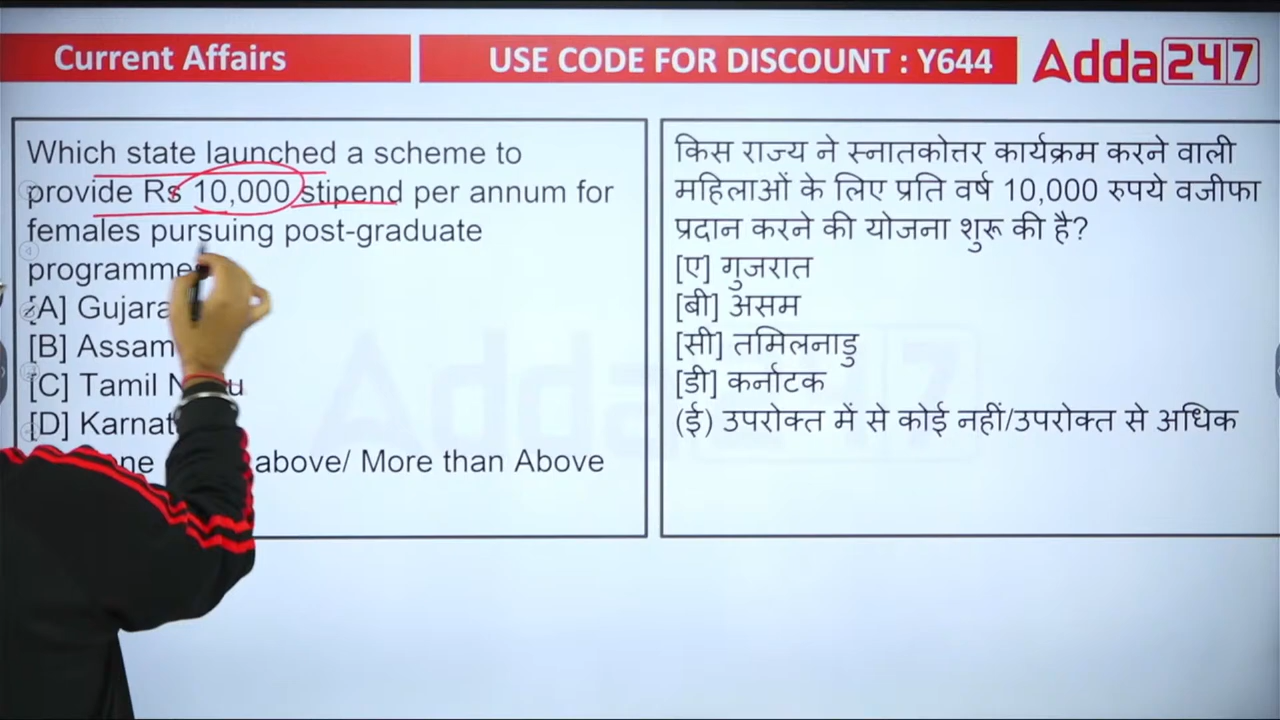 Current Affairs
USE CODE FOR DISCOUNT : Y644
Adda247
Which state launched a scheme to
provide Rs 10,000 stipend per annum for
females pursuing post-graduate
[A]
[B] Assam
[C] Tamil
[D]
above/ More than Above
किस राज्य ने स्नातकोत्तर कार्यक्रम करने वाली
महिलाओं के लिए प्रति वर्ष 10,000 रुपये वजीफा
प्रदान करने की योजना शुरू की है?
[ए] गुजरात
[बी] असम
[सी] तमिलनाडु
[डी] कर्नाटक
(ई) उपरोक्त में से कोई नहीं/उपरोक्त से अधिक